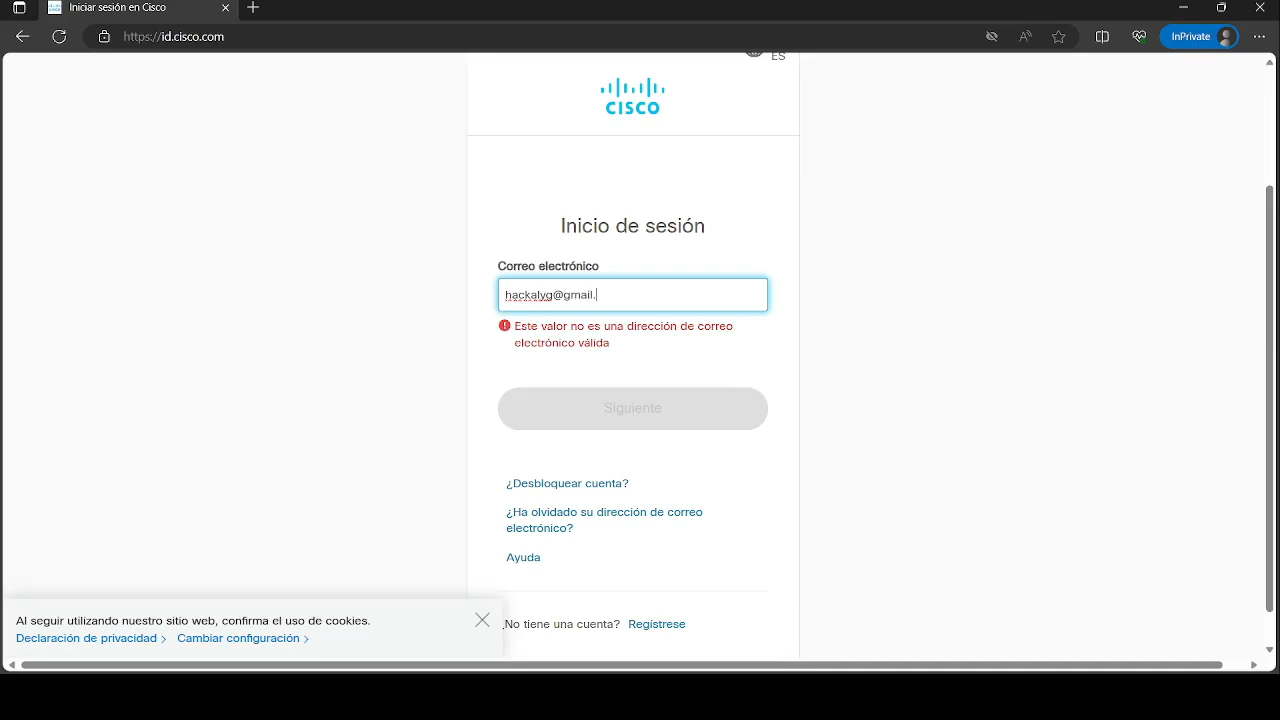 Iniciar sesión en Cisco
https://id.cisco.com
InPrivate
ES
CISCO
Inicio de sesión
Correo electrónico
hackalyg@gmail.
Este valor no es una dirección de correo
electrónico válida
Siguiente
¿Desbloquear cuenta?
¿Ha olvidado su dirección de correo
electrónico?
Ayuda
Al seguir utilizando nuestro sitio web, confirma el uso de cookies.
Declaración de privacidad
Cambiar configuración
¿No tiene una cuenta? Regístrese